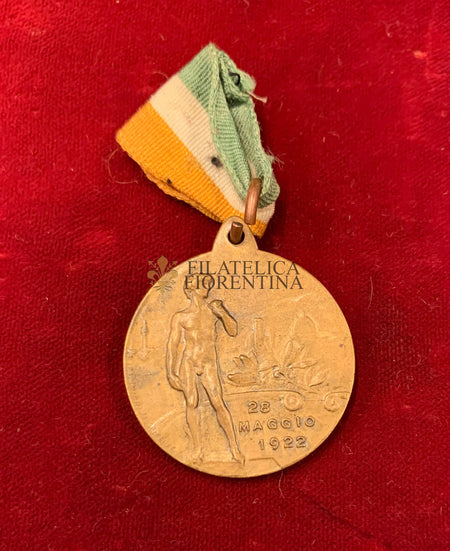 FILATELICA
FIORENTINA
28
MAGGIO
1922